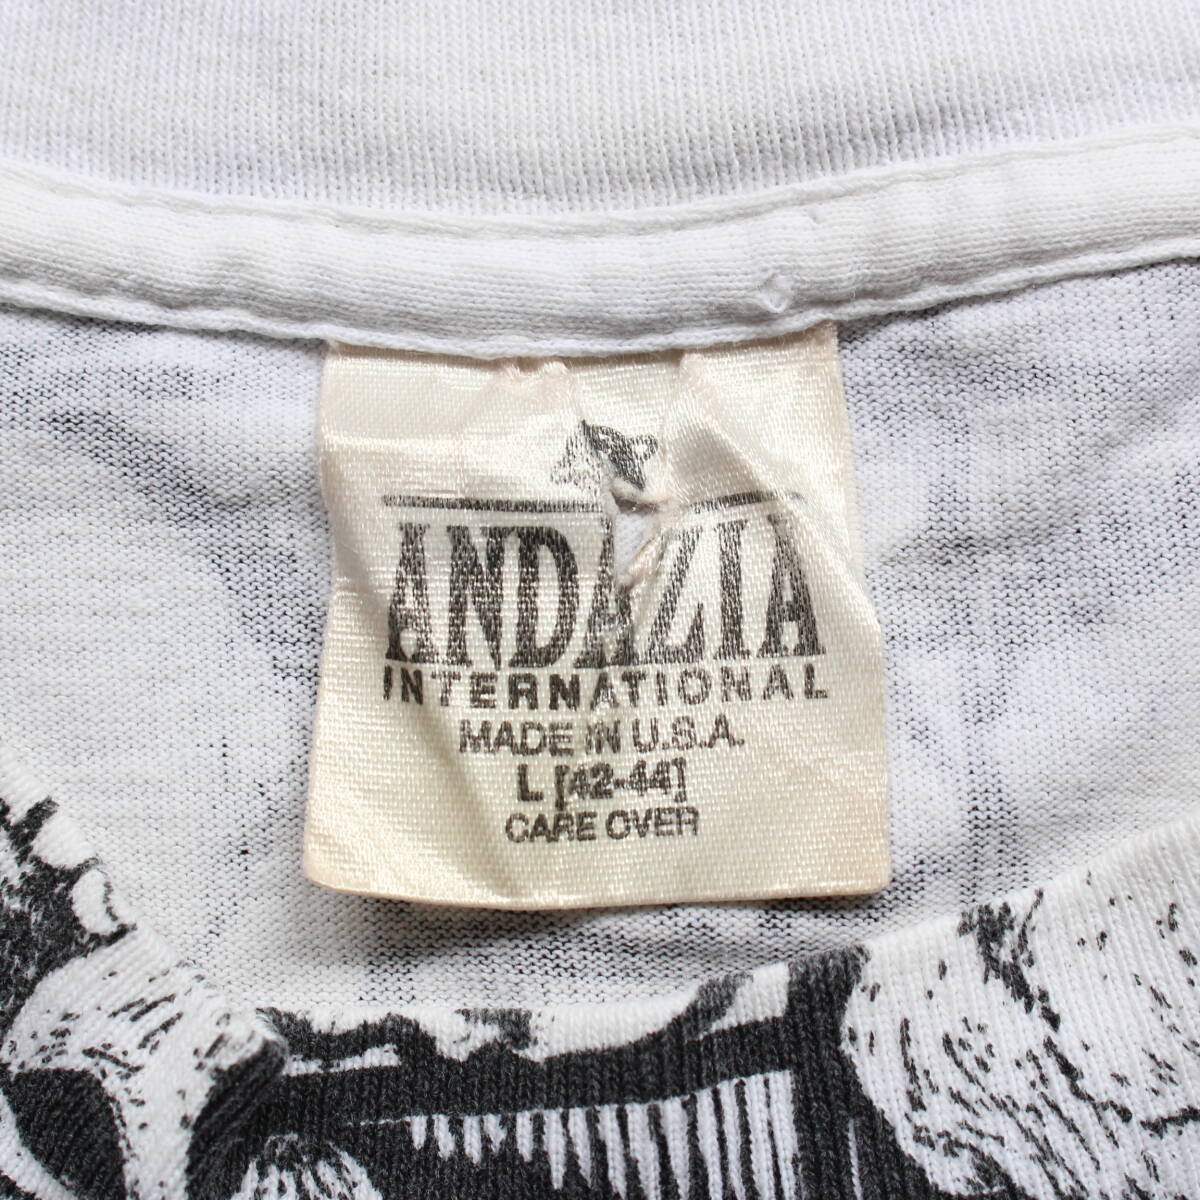 ANDAZIA
INTERNATIONAL
MADE IN U.S.A.
L [42-44]
CARE OVER